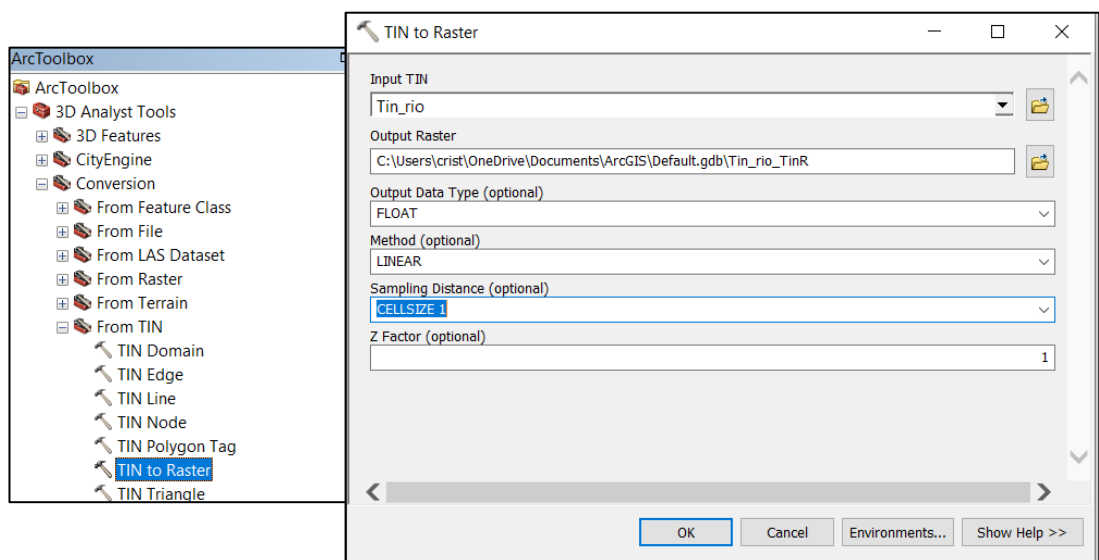 ArcToolbox
ArcToolbox
3D Analyst Tools
3D Features
CityEngine
Conversion
From Feature Class
From File
From LAS Dataset
From Raster
From Terrain
From TIN
TIN Domain
TIN Edge
TIN Line
TIN Node
TIN Polygon Tag
TIN to Raster
TIN Triangle
TIN to Raster
Input TIN
Tin_rio
Output Raster
C:\Users\crist\OneDrive\Documents\ArcGIS\Default.gdb\Tin_rio_TinR
Output Data Type (optional)
FLOAT
Method (optional)
LINEAR
Sampling Distance (optional)
CELLSIZE 1
Z Factor (optional)
1
OK Cancel Environments... Show Help >>